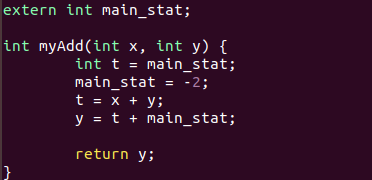 extern int main_stat;
int myAdd(int x, int y) {
int t = main_stat;
main_stat = -2;
t = x + y;
y = t + main_stat;
return y;
}